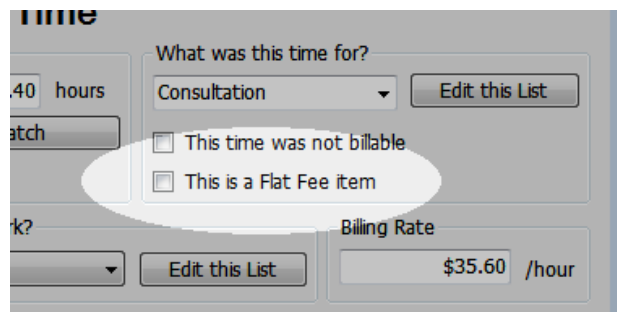 Time
What was this time for?
.40 hours
Consultation
Edit this List
This time was not billable
This is a Flat Fee item
Billing Rate
Edit this List
$35.60 /hour